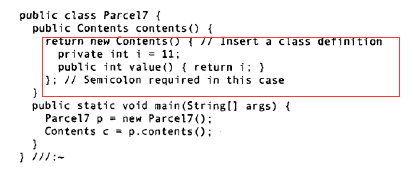 public class Parcel7 {
  public Contents contents() {
    return new Contents() { // Insert a class definition
      private int i = 11;
      public int value() { return i; }
    }; // Semicolon required in this case
  }
  public static void main(String[] args) {
    Parcel7 p = new Parcel7();
    Contents c = p.contents();
  }
} ///:~